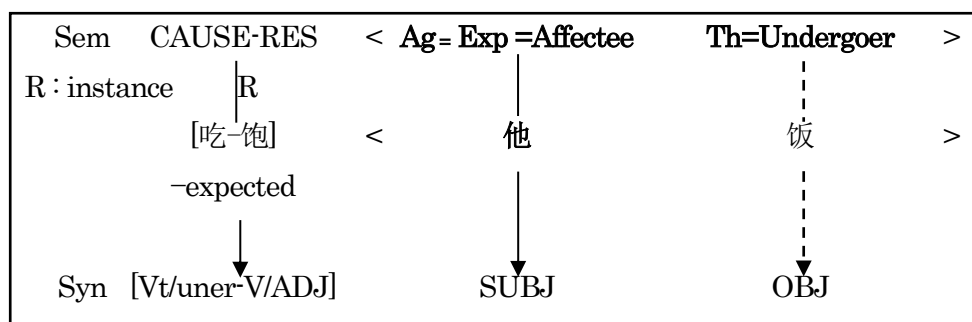 Sem CAUSE-RES < Ag = Exp =Affectee Th=Undergoer >
R : instance R
[吃-饱] < 他 饭 >
-expected
Syn [Vt/uner-V/ADJ] SUBJ OBJ